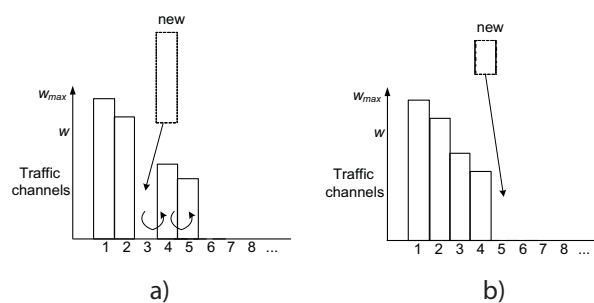 new
w_max
w
Traffic
channels
1 2 3 4 5 6 7 8 ...
a)
new
w_max
w
Traffic
channels
1 2 3 4 5 6 7 8 ...
b)